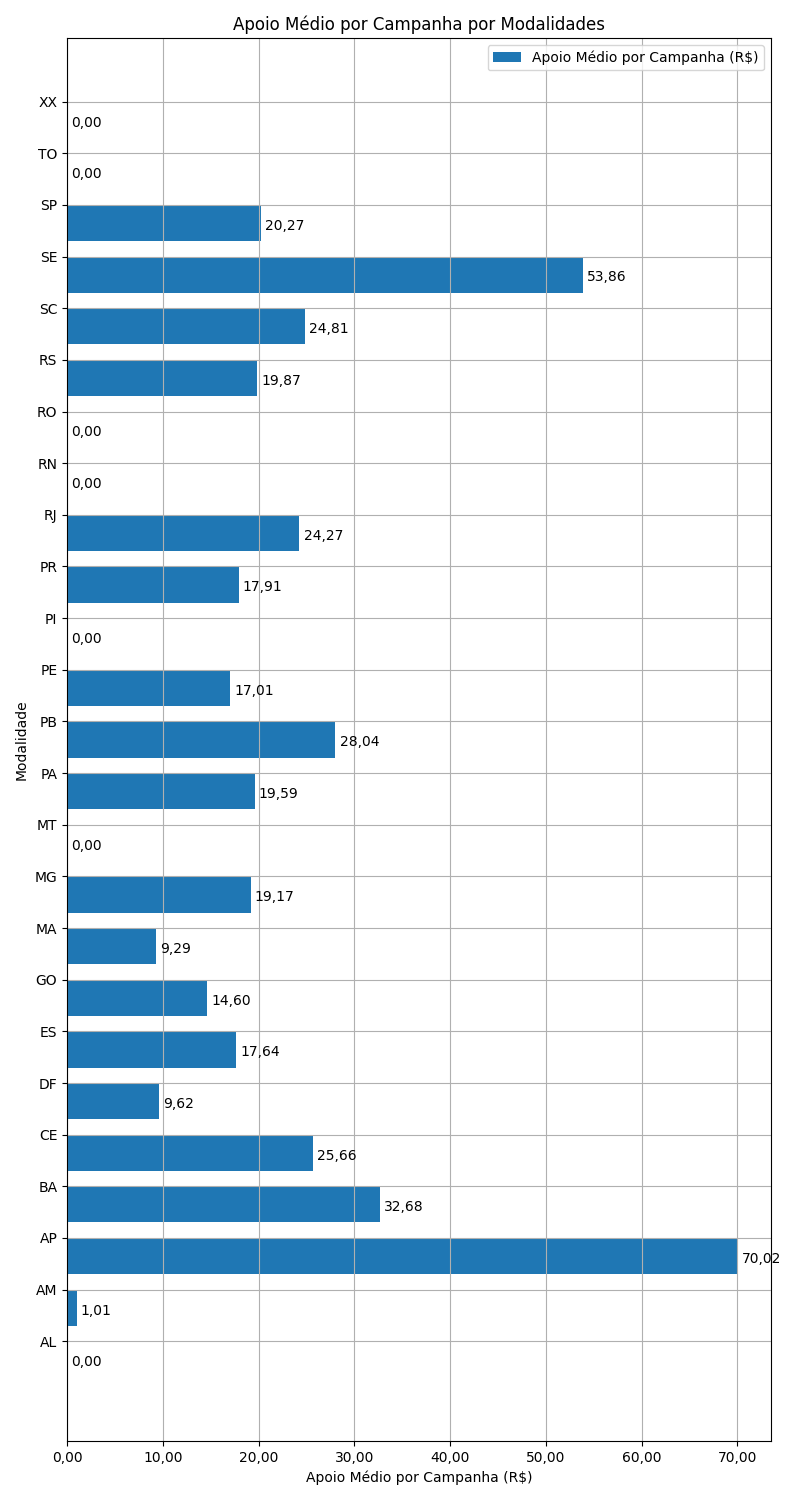 Apoio Médio por Campanha por Modalidades
Apoio Médio por Campanha (R$)
XX
0,00
TO
0,00
SP
20,27
SE
53,86
SC
24,81
RS
19,87
RO
0,00
RN
0,00
RJ
24,27
PR
17,91
PI
0,00
PE
17,01
PB
28,04
PA
19,59
MT
0,00
MG
19,17
MA
9,29
GO
14,60
ES
17,64
DF
9,62
CE
25,66
BA
32,68
AP
70,02
AM
1,01
AL
0,00
Modalidade
0,00 10,00 20,00 30,00 40,00 50,00 60,00 70,00
Apoio Médio por Campanha (R$)